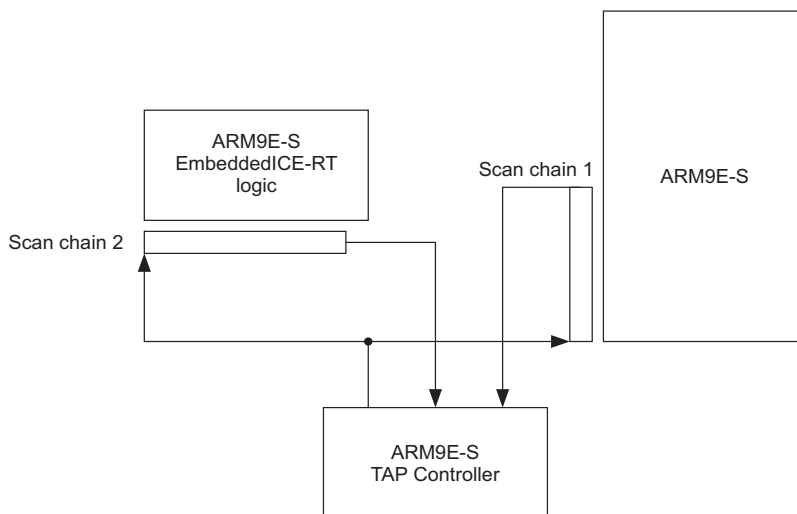 ARM9E-S
EmbeddedICE-RT
logic
Scan chain 1
ARM9E-S
Scan chain 2
ARM9E-S
TAP Controller